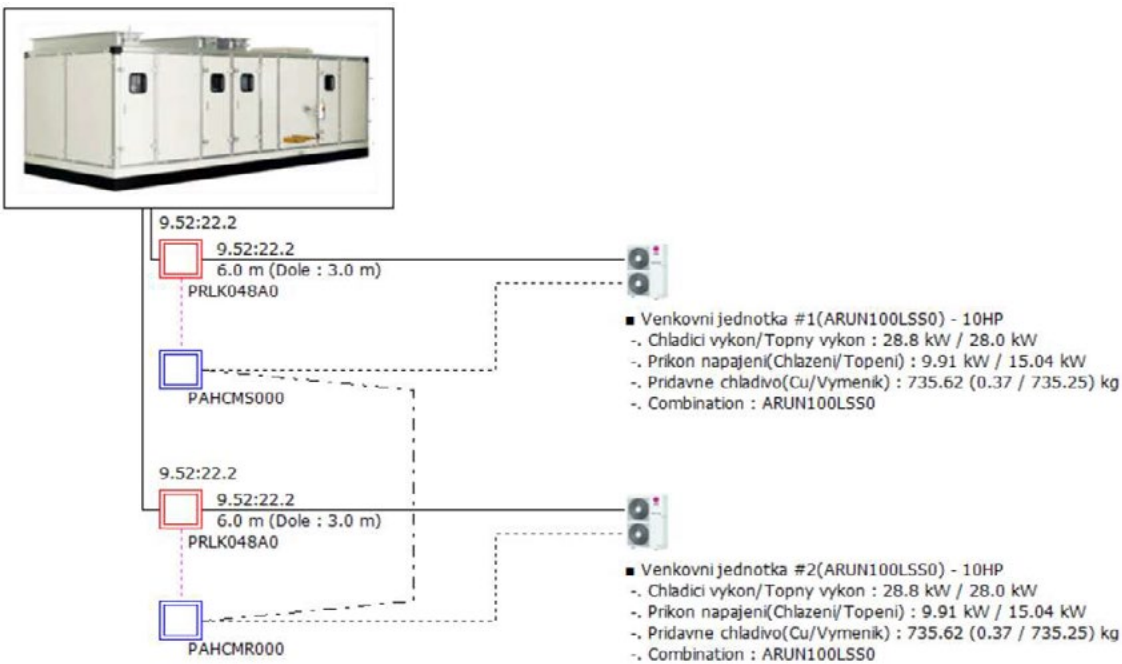 9.52:22.2
9.52:22.2
6.0 m (Dole : 3.0 m)
PRLK048A0
PAHCMS000
■ Venkovni jednotka #1(ARUN100LSS0) - 10HP
-. Chladici vykon/Topny vykon : 28.8 kW / 28.0 kW
-. Prikon napajeni(Chlazeni/Topeni) : 9.91 kW / 15.04 kW
-. Pridavne chladivo(Cu/Vymenik) : 735.62 (0.37 / 735.25) kg
-. Combination : ARUN100LSS0
9.52:22.2
9.52:22.2
6.0 m (Dole : 3.0 m)
PRLK048A0
PAHCMR000
■ Venkovni jednotka #2(ARUN100LSS0) - 10HP
-. Chladici vykon/Topny vykon : 28.8 kW / 28.0 kW
-. Prikon napajeni(Chlazeni/Topeni) : 9.91 kW / 15.04 kW
-. Pridavne chladivo(Cu/Vymenik) : 735.62 (0.37 / 735.25) kg
-. Combination : ARUN100LSS0